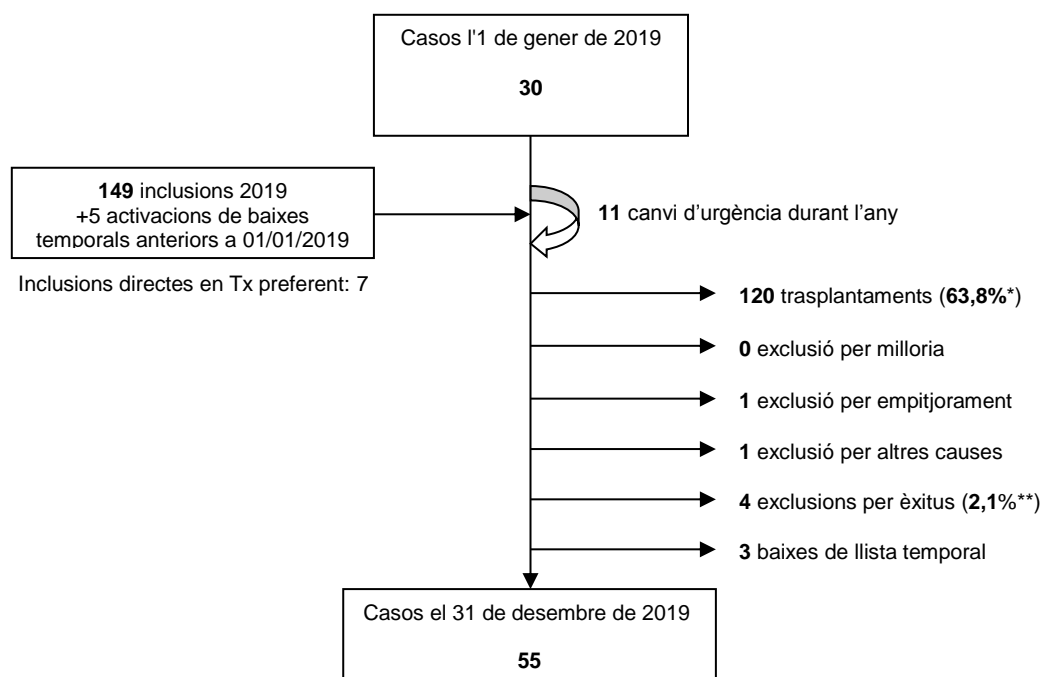 Casos l'1 de gener de 2019
30
149 inclusions 2019
+5 activacions de baixes
temporals anteriors a 01/01/2019
11 canvi d’urgència durant l’any
Inclusions directes en Tx preferent: 7
120 trasplantaments (63,8%*)
0 exclusió per milloria
1 exclusió per empitjorament
1 exclusió per altres causes
4 exclusions per èxitus (2,1%**)
3 baixes de llista temporal
Casos el 31 de desembre de 2019
55